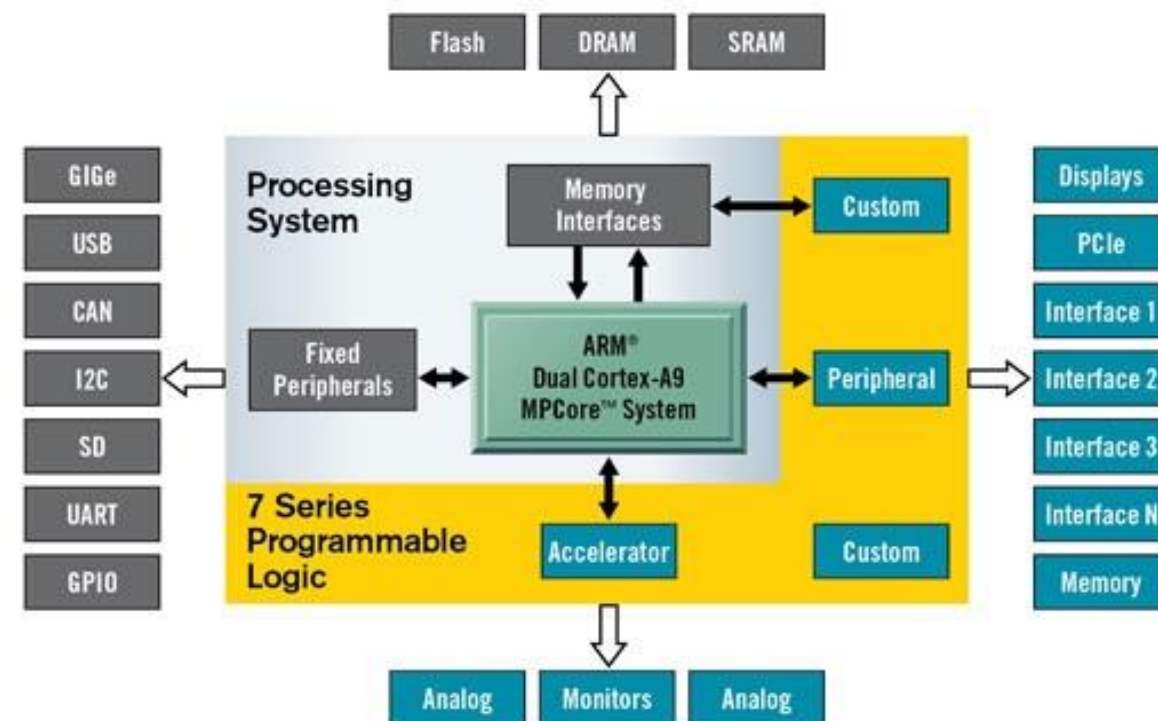 Flash
DRAM
SRAM
GIGe
USB
CAN
I2C
SD
UART
GPIO
Processing
System
Memory
Interfaces
Custom
Fixed
Peripherals
ARM®
Dual Cortex-A9
MPCore™ System
Peripheral
7 Series
Programmable
Logic
Accelerator
Custom
Displays
PCIe
Interface 1
Interface 2
Interface 3
Interface N
Memory
Analog
Monitors
Analog